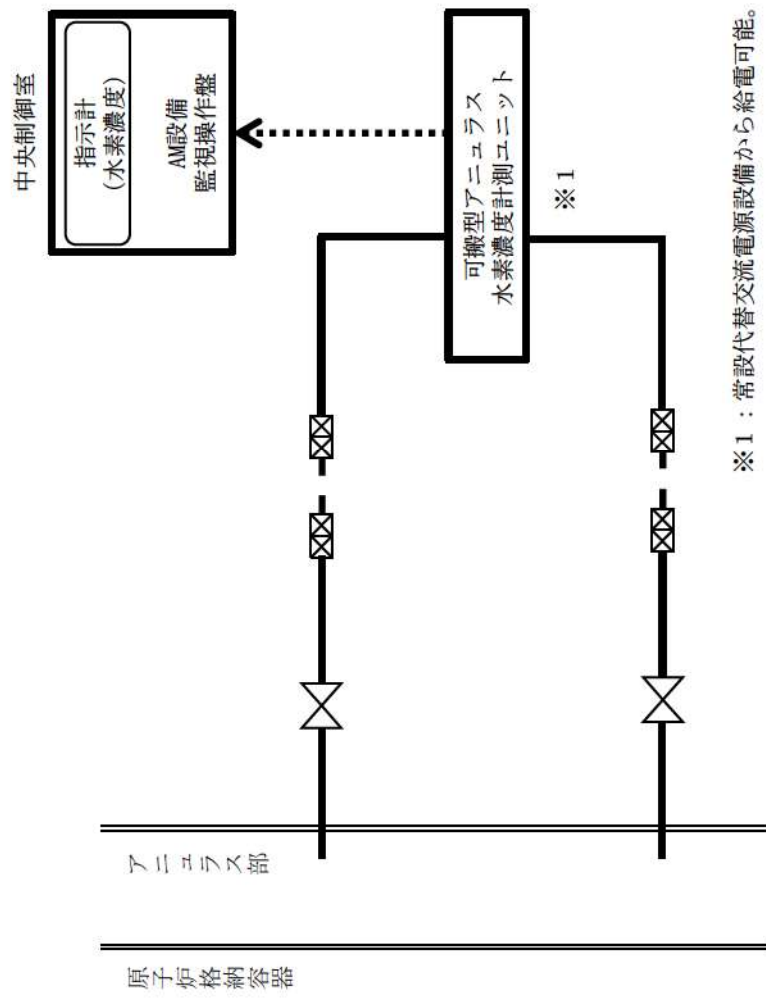 中央制御室
指示計
(水素濃度)
AM設備
監視操作盤
可搬型アニュラス
水素濃度計測ユニット
※1
アニュラス部
原子炉格納容器
※1：常設代替交流電源設備から給電可能。